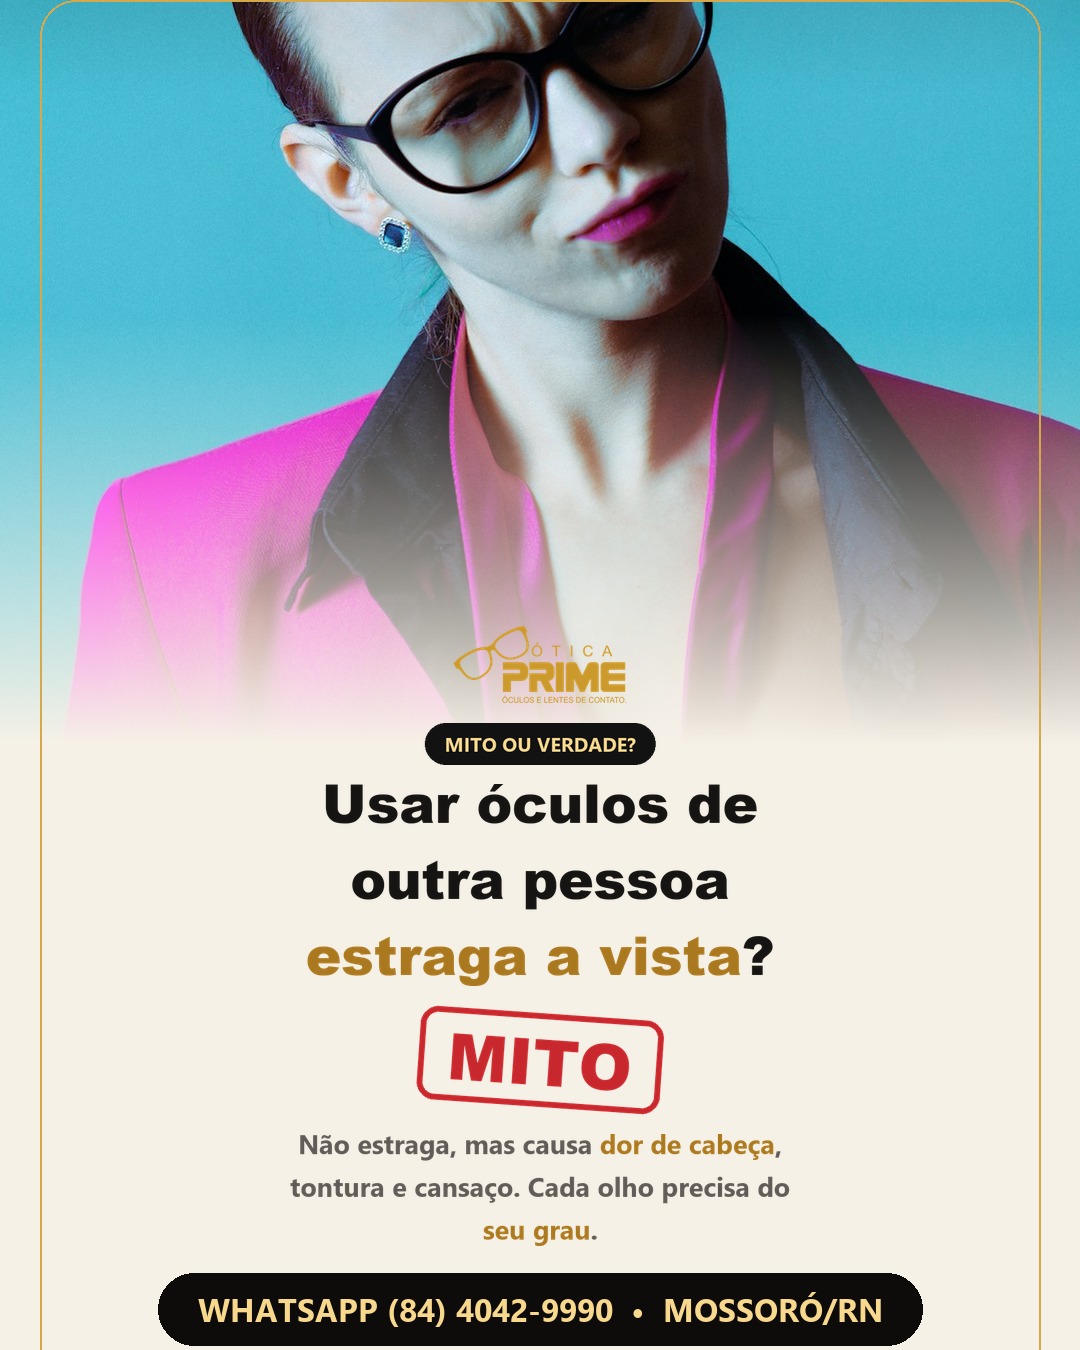 ÓTICA
PRIME
ÓCULOS E LENTES DE CONTATO.
MITO OU VERDADE?
Usar óculos de
outra pessoa
estraga a vista?
MITO
Não estraga, mas causa dor de cabeça,
tontura e cansaço. Cada olho precisa do
seu grau.
WHATSAPP (84) 4042-9990 • MOSSORÓ/RN